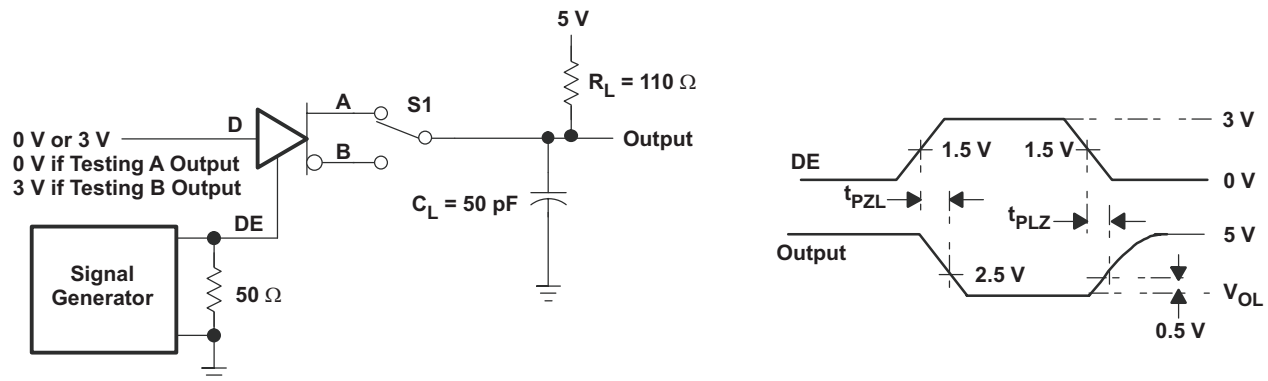 5 V
R_L = 110 Ω
A
S1
D
0 V or 3 V
0 V if Testing A Output
3 V if Testing B Output
B
Output
C_L = 50 pF
DE
Signal
Generator
50 Ω
3 V
DE
1.5 V
1.5 V
0 V
t_PZL
t_PLZ
5 V
Output
2.5 V
V_OL
0.5 V